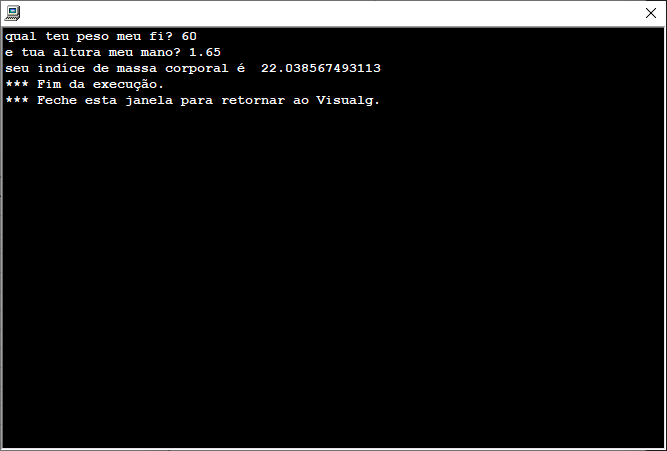 qual teu peso meu fi? 60
e tua altura meu mano? 1.65
seu indíce de massa corporal é  22.038567493113
*** Fim da execução.
*** Feche esta janela para retornar ao Visualg.